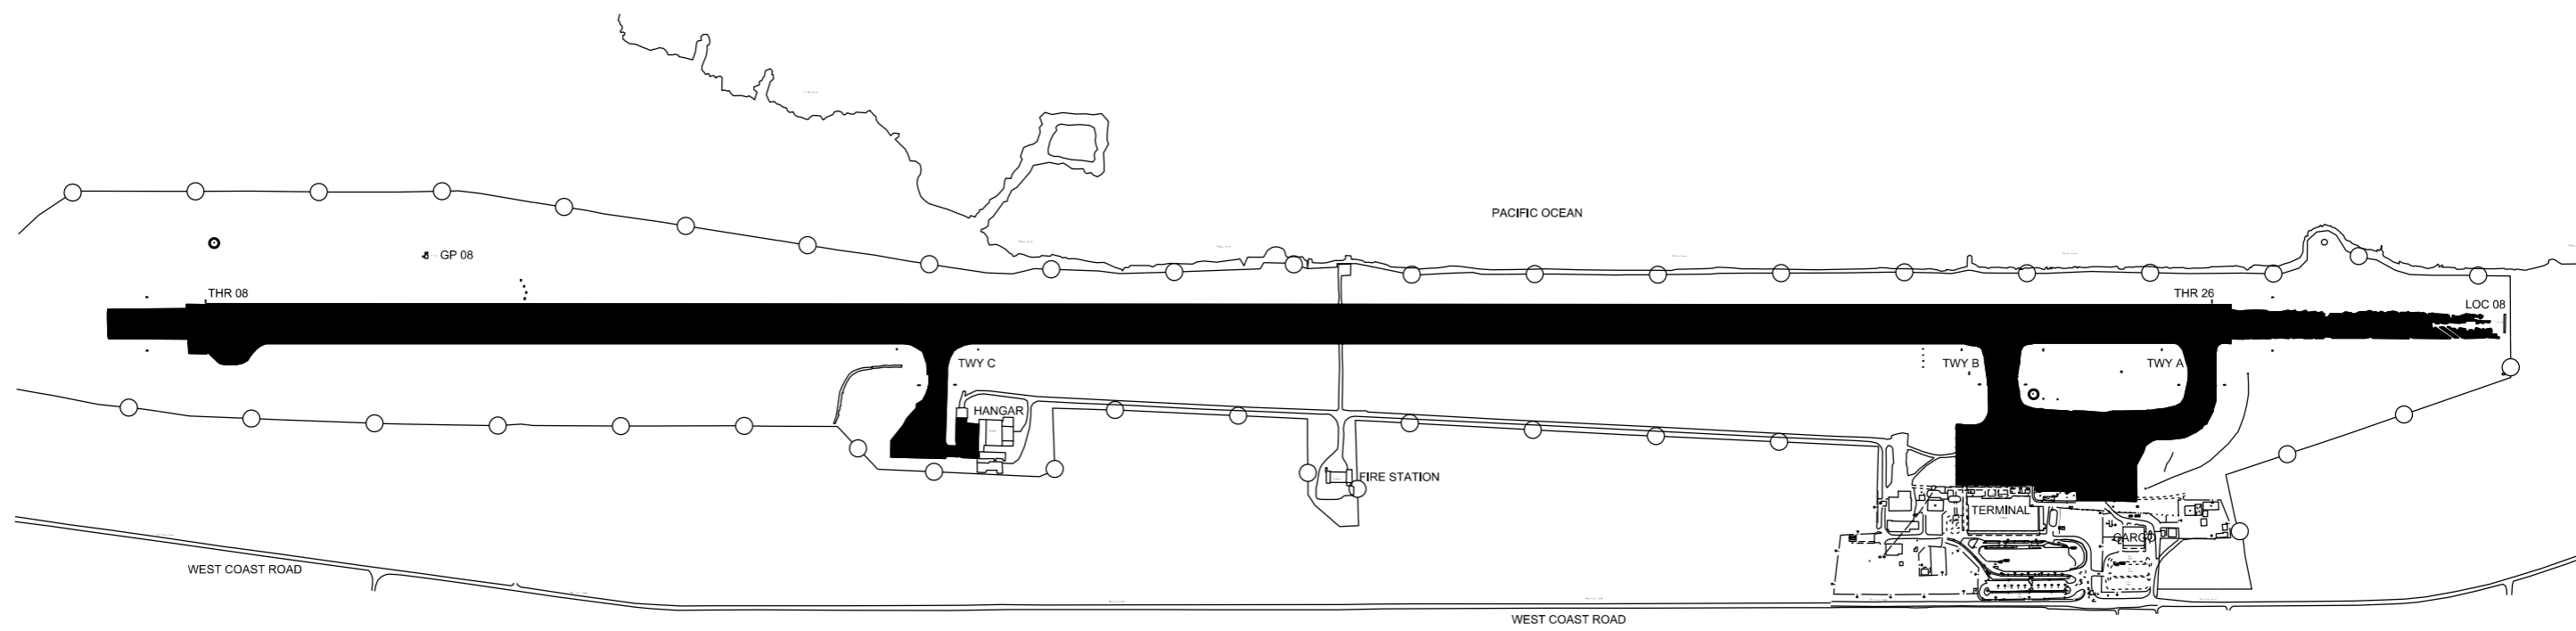 PACIFIC OCEAN
GP 08
THR 08
THR 26
LOC 08
TWY C
TWY B
TWY A
HANGAR
FIRE STATION
TERMINAL
CARGO
WEST COAST ROAD
WEST COAST ROAD